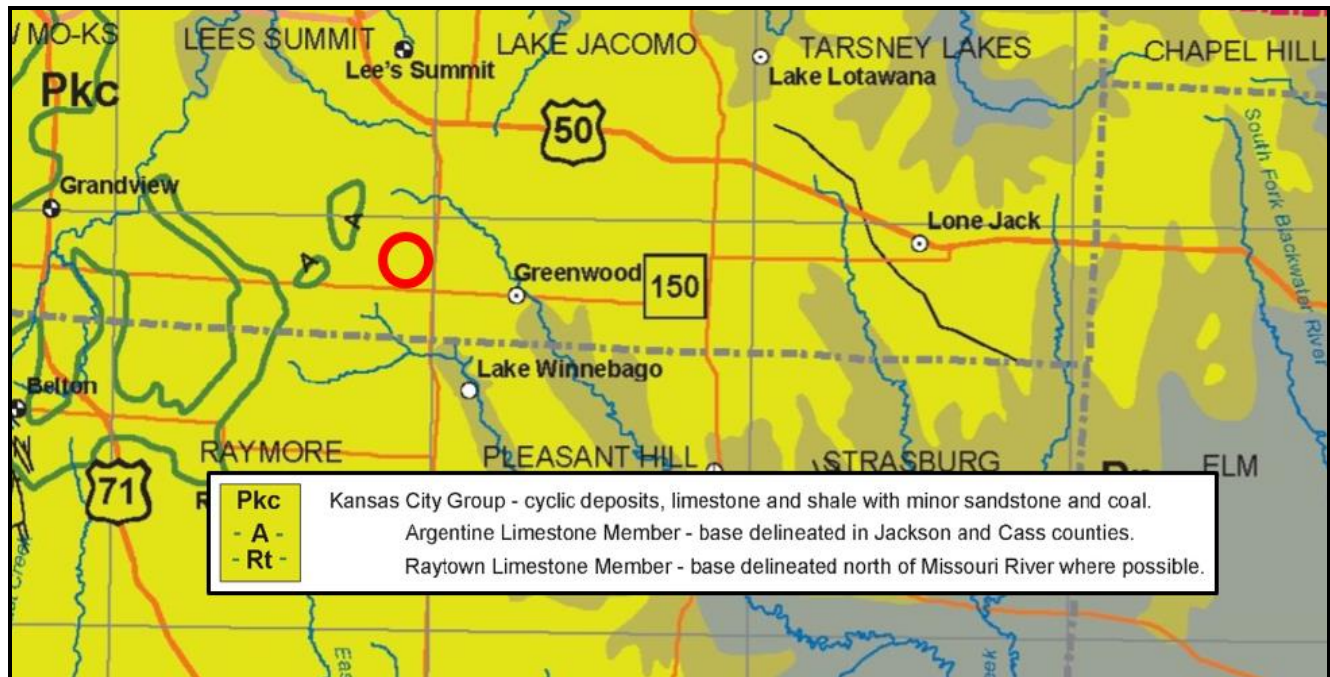 MO-KS
LEES SUMMIT
LAKE JACOMO
TARSNEY LAKES
CHAPEL HILL
Lee's Summit
Lake Lotawana
Pkc
50
South Fork Blackwater River
Grandview
A
Lone Jack
A
Greenwood
150
Lake Winnebago
Belton
RAYMORE
PLEASANT HILL
STRASBURG
ELM
71
Pkc
Kansas City Group - cyclic deposits, limestone and shale with minor sandstone and coal.
- A -
Argentine Limestone Member - base delineated in Jackson and Cass counties.
- Rt -
Raytown Limestone Member - base delineated north of Missouri River where possible.